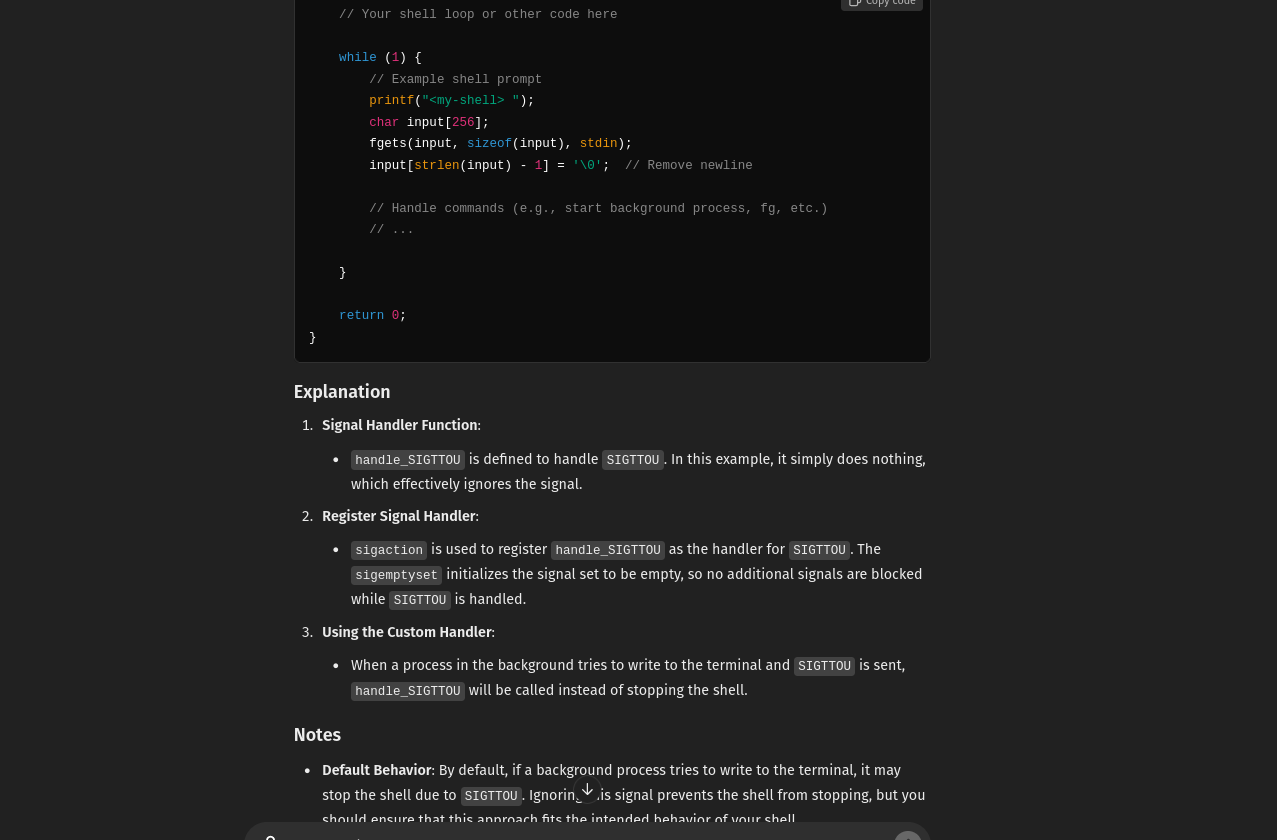 Copy code
// Your shell loop or other code here
while (1) {
// Example shell prompt
printf("<my-shell> ");
char input[256];
fgets(input, sizeof(input), stdin);
input[strlen(input) - 1] = '\0';  // Remove newline
// Handle commands (e.g., start background process, fg, etc.)
// ...
}
return 0;
}
Explanation
1. Signal Handler Function:
• handle_SIGTTOU is defined to handle SIGTTOU. In this example, it simply does nothing,
which effectively ignores the signal.
2. Register Signal Handler:
• sigaction is used to register handle_SIGTTOU as the handler for SIGTTOU. The
sigemptyset initializes the signal set to be empty, so no additional signals are blocked
while SIGTTOU is handled.
3. Using the Custom Handler:
• When a process in the background tries to write to the terminal and SIGTTOU is sent,
handle_SIGTTOU will be called instead of stopping the shell.
Notes
• Default Behavior: By default, if a background process tries to write to the terminal, it may
stop the shell due to SIGTTOU. Ignoring this signal prevents the shell from stopping, but you
should ensure that this approach fits the intended behavior of your shell.